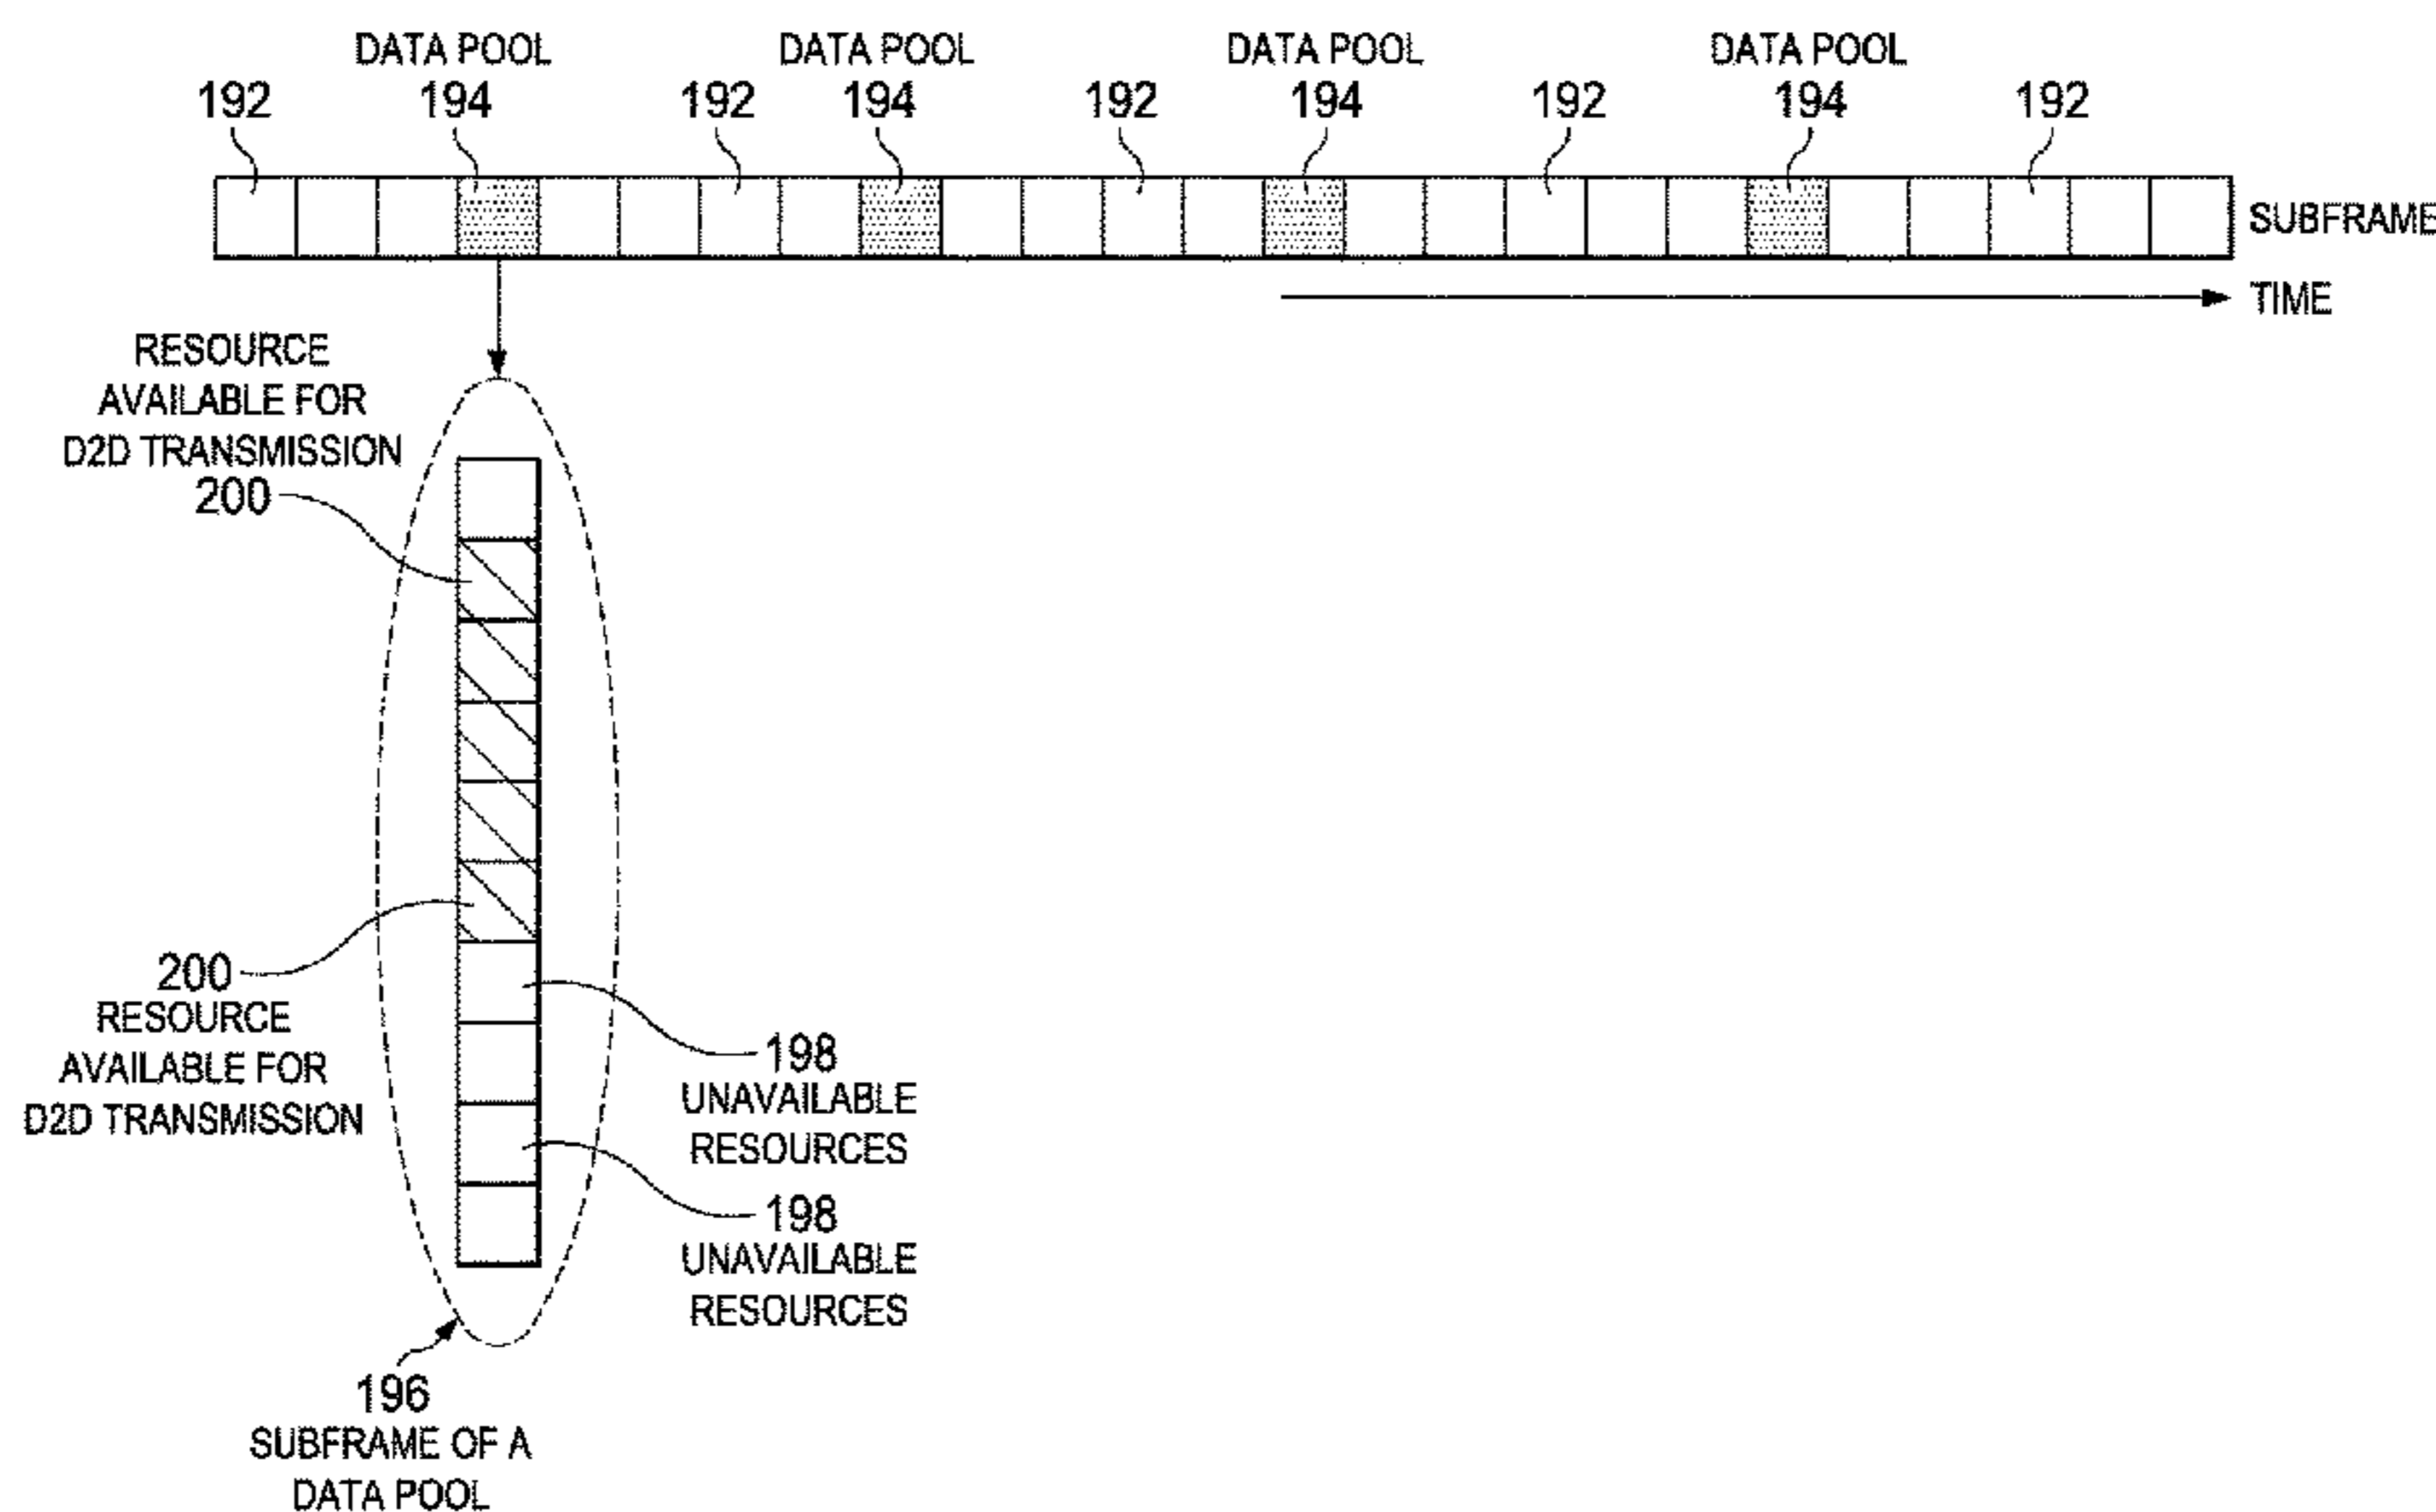 DATA POOL DATA POOL DATA POOL DATA POOL
192 194 192 194 192 194 192 194 192
SUBFRAME
TIME
RESOURCE
AVAILABLE FOR
D2D TRANSMISSION
200
200
RESOURCE
AVAILABLE FOR
D2D TRANSMISSION
198
UNAVAILABLE
RESOURCES
198
UNAVAILABLE
RESOURCES
196
SUBFRAME OF A
DATA POOL